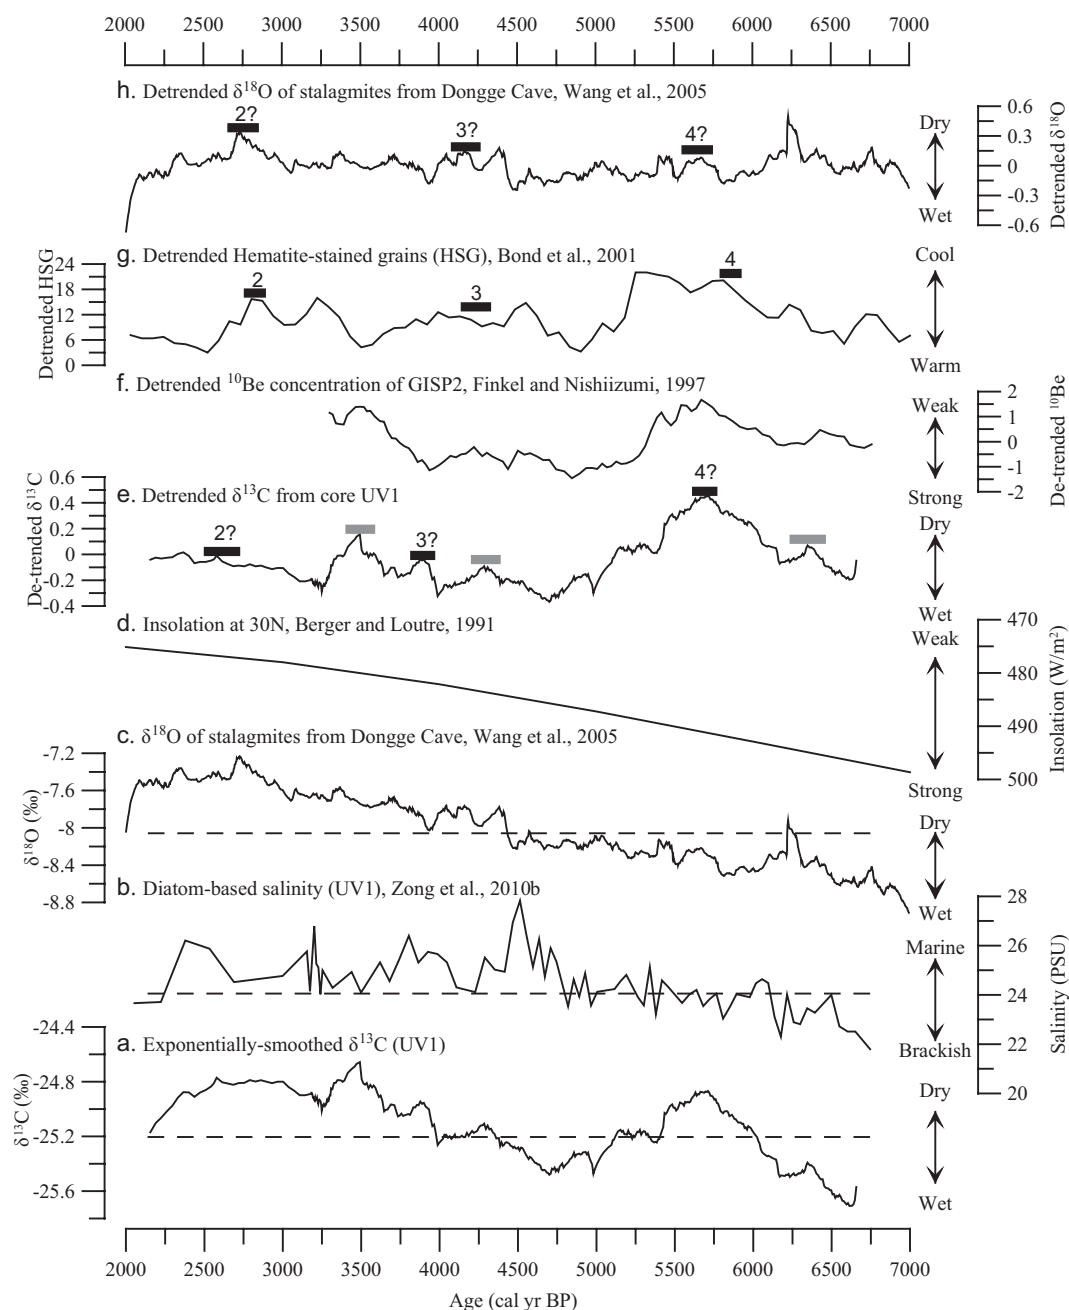 2000 2500 3000 3500 4000 4500 5000 5500 6000 6500 7000
h. Detrended δ¹⁸O of stalagmites from Dongge Cave, Wang et al., 2005
2? 3? 4?
Dry
Wet
0.6
0.3
0
-0.3
-0.6
Detrended δ¹⁸O
g. Detrended Hematite-stained grains (HSG), Bond et al., 2001
Detrended HSG
24
18
12
6
0
2 3 4
Cool
Warm
f. Detrended ¹⁰Be concentration of GISP2, Finkel and Nishiizumi, 1997
Weak
Strong
2
1
0
-1
-2
De-trended ¹⁰Be
e. Detrended δ¹³C from core UV1
De-trended δ¹³C
0.6
0.4
0.2
0
-0.2
-0.4
2? 3? 4?
Dry
Wet
d. Insolation at 30N, Berger and Loutre, 1991
Weak
Strong
470
480
490
500
Insolation (W/m²)
c. δ¹⁸O of stalagmites from Dongge Cave, Wang et al., 2005
δ¹⁸O (‰)
-7.2
-7.6
-8
-8.4
-8.8
Dry
Wet
b. Diatom-based salinity (UV1), Zong et al., 2010b
Marine
Brackish
28
26
24
22
20
Salinity (PSU)
a. Exponentially-smoothed δ¹³C (UV1)
δ¹³C (‰)
-24.4
-24.8
-25.2
-25.6
Dry
Wet
2000 2500 3000 3500 4000 4500 5000 5500 6000 6500 7000
Age (cal yr BP)